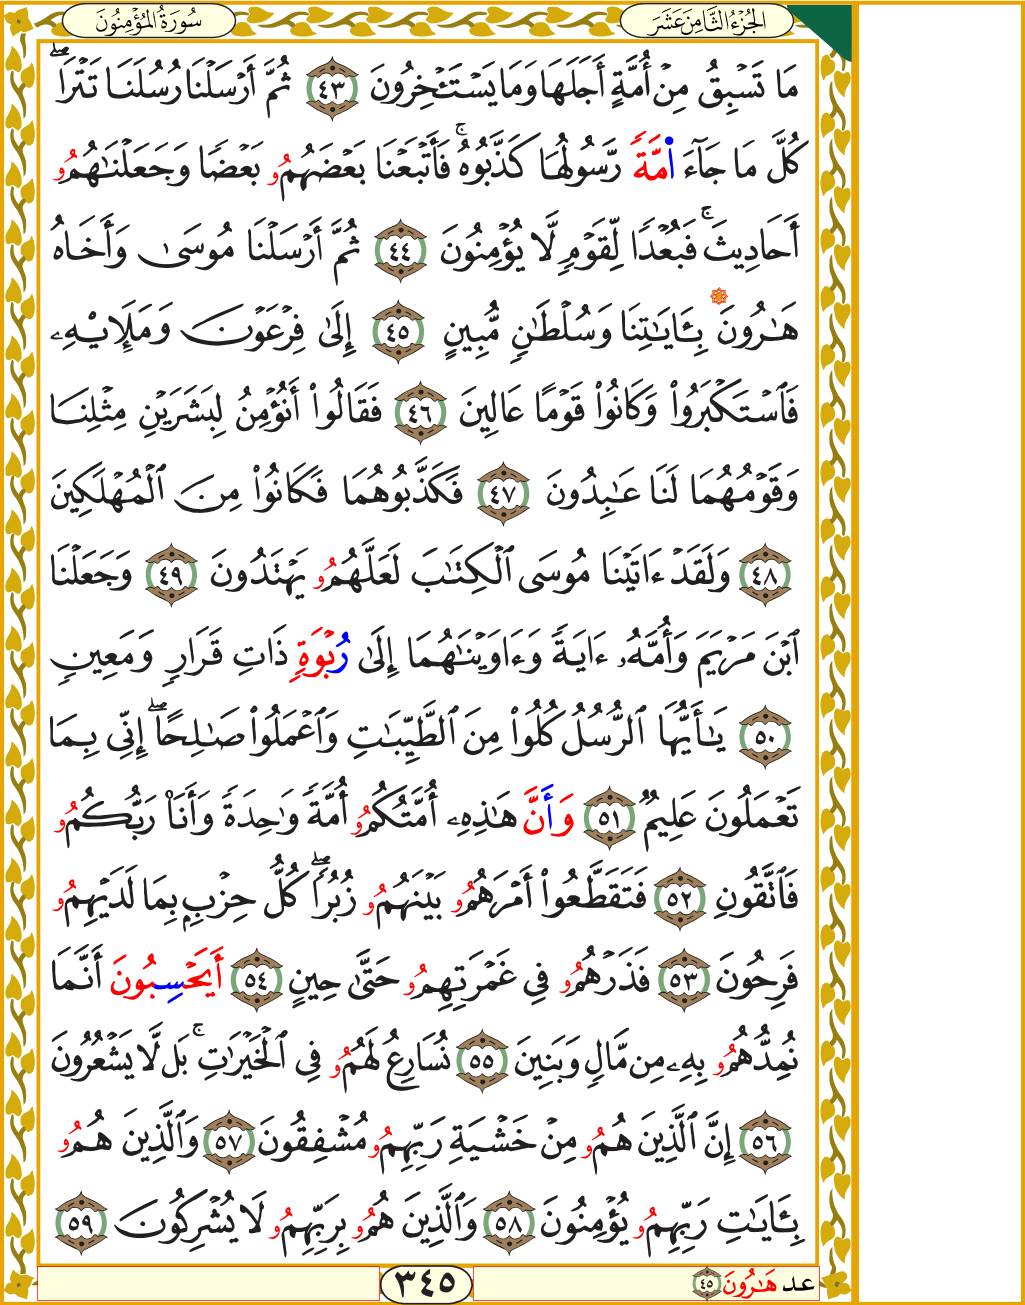 الجُزْءُ الثَّامِنَ عَشَرَ
سُورَةُ المُؤْمِنُونَ
مَا تَسْبِقُ مِنْ أُمَّةٍ أَجَلَهَا وَمَا يَسْتَـْٔخِرُونَ ٤٣ ثُمَّ أَرْسَلْنَا رُسُلَنَا تَتْرَاۖ
كُلَّ مَا جَآءَ اُ۬مَّةٗ رَّسُولُهَا كَذَّبُوهُۚ فَأَتْبَعْنَا بَعْضَهُمُۥ بَعْضٗا وَجَعَلْنَـٰهُمُۥ
أَحَادِيثَۚ فَبُعْدٗا لِّقَوْمٖ لَّا يُؤْمِنُونَ ٤٤ ثُمَّ أَرْسَلْنَا مُوسَىٰ وَأَخَاهُ
هَـٰرُونَ بِـَٔايَـٰتِنَا وَسُلْطَـٰنٖ مُّبِينٍ ٤٥ إِلَىٰ فِرْعَوْنَ وَمَلَإِيْهِۦ
فَٱسْتَكْبَرُوا۟ وَكَانُوا۟ قَوْمًا عَالِينَ ٤٦ فَقَالُوٓا۟ أَنُؤْمِنُ لِبَشَرَيْنِ مِثْلِنَا
وَقَوْمُهُمَا لَنَا عَـٰبِدُونَ ٤٧ فَكَذَّبُوهُمَا فَكَانُوا۟ مِنَ ٱلْمُهْلَكِينَ
٤٨ وَلَقَدْ ءَاتَيْنَا مُوسَى ٱلْكِتَـٰبَ لَعَلَّهُمُۥ يَهْتَدُونَ ٤٩ وَجَعَلْنَا
ٱبْنَ مَرْيَمَ وَأُمَّهُۥ ءَايَةٗ وَءَاوَيْنَـٰهُمَا إِلَىٰ رُبْوَةٖ ذَاتِ قَرَارٖ وَمَعِينٖ
٥٠ يَـٰٓأَيُّهَا ٱلرُّسُلُ كُلُوا۟ مِنَ ٱلطَّيِّبَـٰتِ وَٱعْمَلُوا۟ صَـٰلِحًاۖ إِنِّي بِمَا
تَعْمَلُونَ عَلِيمٞ ٥١ وَأَنَّ هَـٰذِهِۦ أُمَّتُكُمُۥ أُمَّةٗ وَٰحِدَةٗ وَأَنَا۠ رَبُّكُمُۥ
فَٱتَّقُونِ ٥٢ فَتَقَطَّعُوٓا۟ أَمْرَهُمُۥ بَيْنَهُمُۥ زُبُرٗاۖ كُلُّ حِزْبِۭ بِمَا لَدَيْهِمُۥ
فَرِحُونَ ٥٣ فَذَرْهُمُۥ فِي غَمْرَتِهِمُۥ حَتَّىٰ حِينٍ ٥٤ أَيَحْسِبُونَ أَنَّمَا
نُمِدُّهُمُۥ بِهِۦ مِن مَّالٖ وَبَنِينَ ٥٥ نُسَارِعُ لَهُمُۥ فِي ٱلْخَيْرَٰتِۚ بَل لَّا يَشْعُرُونَ
٥٦ إِنَّ ٱلَّذِينَ هُمُۥ مِنْ خَشْيَةِ رَبِّهِمُۥ مُشْفِقُونَ ٥٧ وَٱلَّذِينَ هُمُۥ
بِـَٔايَـٰتِ رَبِّهِمُۥ يُؤْمِنُونَ ٥٨ وَٱلَّذِينَ هُمُۥ بِرَبِّهِمُۥ لَا يُشْرِكُونَ ٥٩
عد هَـٰرُونَ ٤٥
٣٤٥